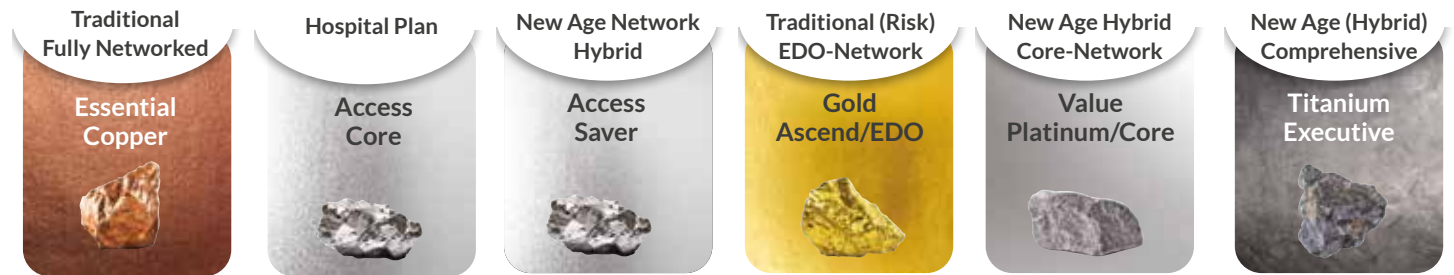 Traditional
Fully Networked
Essential
Copper
Hospital Plan
Access
Core
New Age Network
Hybrid
Access
Saver
Traditional (Risk)
EDO-Network
Gold
Ascend/EDO
New Age Hybrid
Core-Network
Value
Platinum/Core
New Age (Hybrid)
Comprehensive
Titanium
Executive